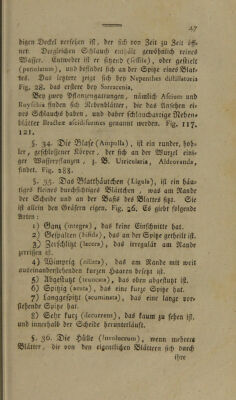 27
digen Deckel versehen ist, der sich von Zeit zu Zeit öff-
net. Dergleichen Schlauch enthält gewöhnlich reines
Wasser. Entweder ist er sitzend (sessile), oder gestielt
(petiolatum), und befindet sich an der Spitze eines Blat-
tes. Das letztere zeigt sich bey Nepenthes distillatoria
Fig. 28, das erstere bey Sarracenia.
Bey zwey Pflanzengattungen, nämlich Ascium und
Ruyschia finden sich Nebenblätter, die das Ansehen ei-
nes Schlauchs haben, und daher schlauchartige Neben-
blätter Bracteae ascidiformes genannt werden. Fig. 117,
121.
§. 34. Die Blase (Ampulla), ist ein runder, hoh-
ler, geschloßener Körper, der sich an der Wurzel eini-
ger Wasserpflanzen, z. B. Utricularia, Aldrovanda,
findet. Fig. 188.
§. 35. Das Blatthäutchen (Ligula), ist ein häu-
tiges kleines durchsichtiges Blättchen, was am Rande
der Scheide und an der Basis des Blattes sitzt. Es ist
allein den Gräsern eigen. Fig. 26. Es giebt folgende
Arten:
1) Ganz (integra), das keine Einschnitte hat.
2) Gespalten (bifida), das an der Spitze getheilt ist.
3) Zerschlitzt (lacera), das irregulär am Rande
zerrissen ist.
4) Wimprig (ciliata), das am Rande mit weit
auseinanderstehenden kurzen Haaren besetzt ist.
5) Abgestutzt (truncata), das oben abgestutzt ist.
6) Spitzig (acuta), das eine kurze Spitze hat.
7) Langgespitzt (acuminata), das eine lange vor-
stehende Spitze hat.
8) Sehr kurz (decurrens), das kaum zu sehen ist,
und innerhalb der Scheide herunterläuft.
§. 36. Die Hülle (Involucrum), wenn mehrere
Blätter, die von den eigentlichen Blättern sich durch
ihre